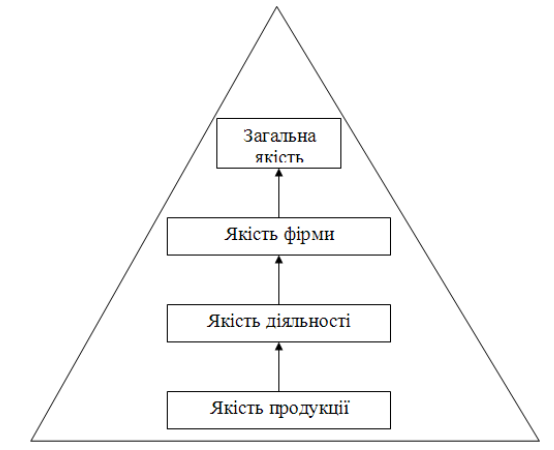 Загальна
якість
Якість фірми
Якість діяльності
Якість продукції